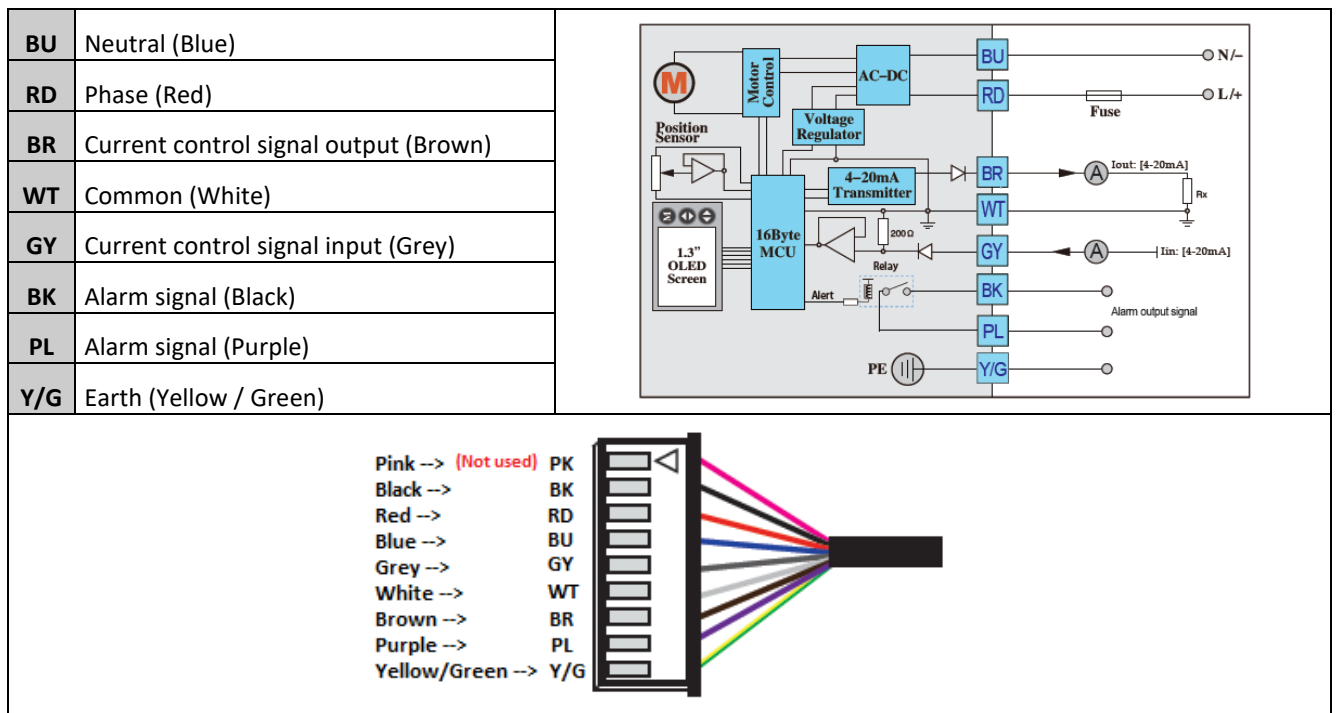 BU Neutral (Blue)
RD Phase (Red)
BR Current control signal output (Brown)
WT Common (White)
GY Current control signal input (Grey)
BK Alarm signal (Black)
PL Alarm signal (Purple)
Y/G Earth (Yellow / Green)
M
Motor
Control
AC–DC
BU
N/–
RD
Fuse
L/+
Position
Sensor
Voltage
Regulator
4–20mA
Transmitter
BR
A
Iout: [4-20mA]
Rx
WT
M
1.3"
OLED
Screen
16Byte
MCU
200 Ω
GY
A
Iin: [4-20mA]
Relay
Alert
BK
Alarm output signal
PL
PE
Y/G
Pink --> (Not used) PK
Black --> BK
Red --> RD
Blue --> BU
Grey --> GY
White --> WT
Brown --> BR
Purple --> PL
Yellow/Green --> Y/G